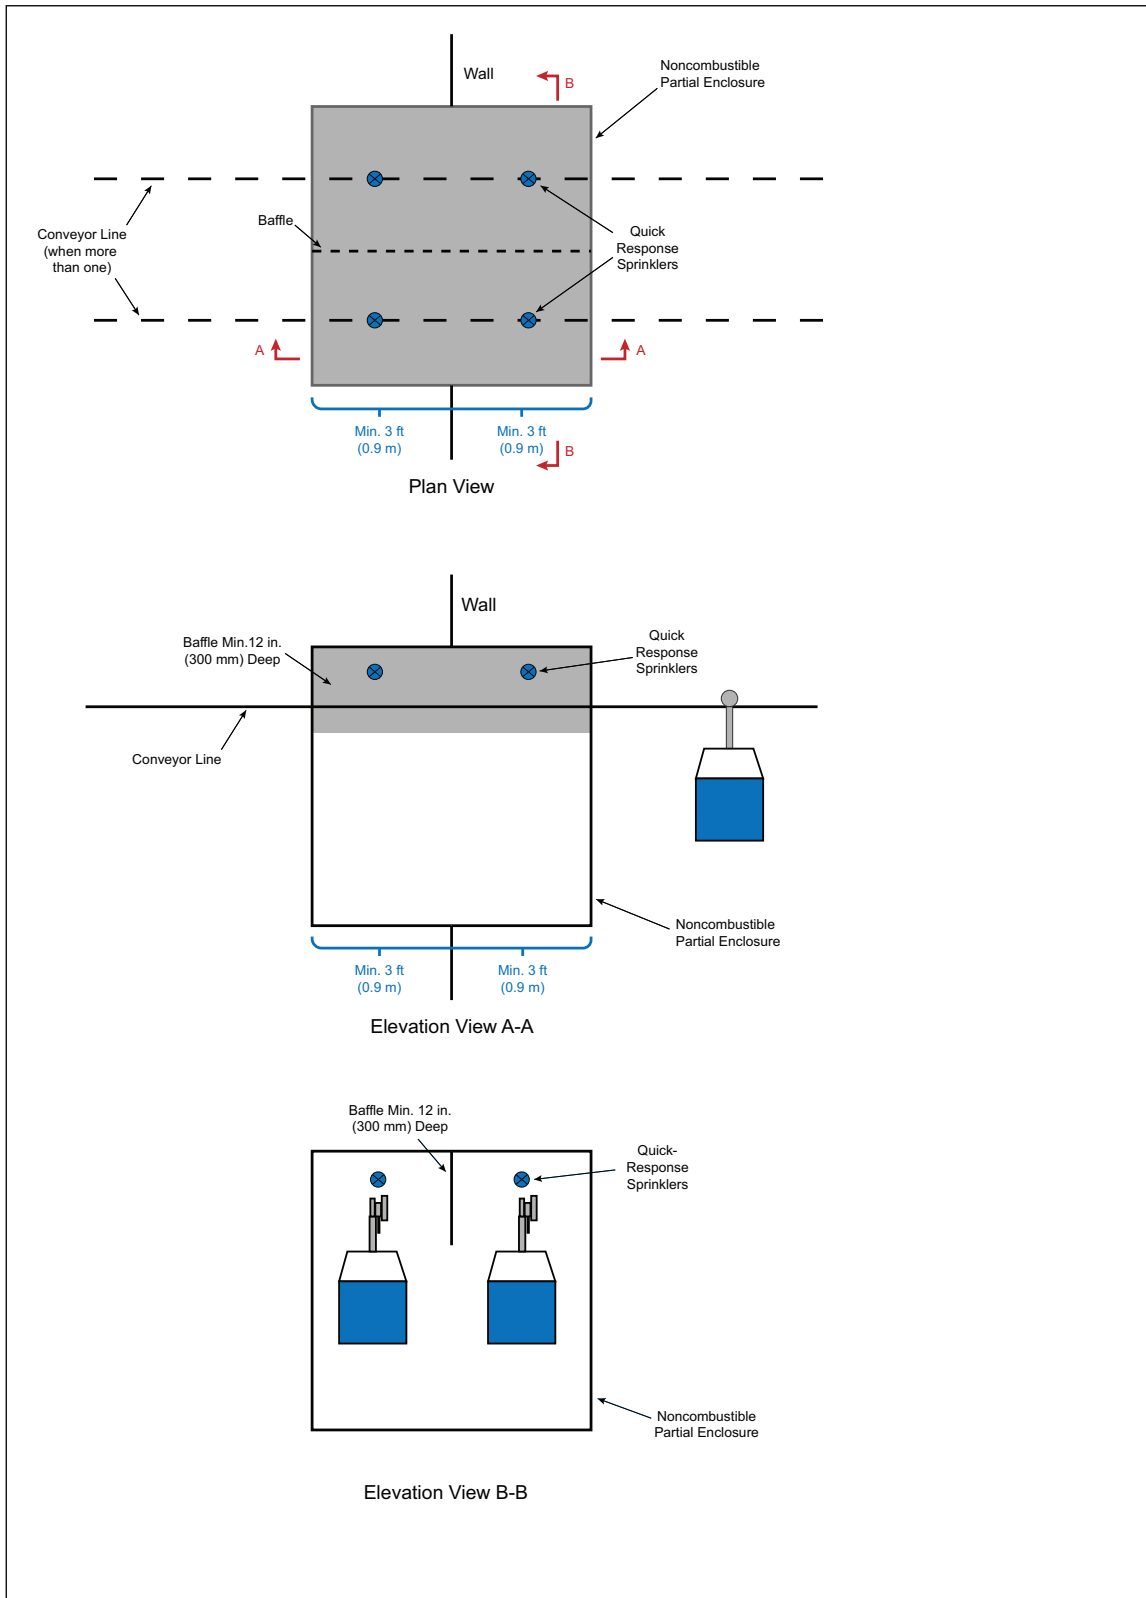 Wall
B
Noncombustible
Partial Enclosure
Baffle
Conveyor Line
(when more
than one)
Quick
Response
Sprinklers
A
A
Min. 3 ft
(0.9 m)
Min. 3 ft
(0.9 m)
B
Plan View
Wall
Baffle Min.12 in.
(300 mm) Deep
Quick
Response
Sprinklers
Conveyor Line
Noncombustible
Partial Enclosure
Min. 3 ft
(0.9 m)
Min. 3 ft
(0.9 m)
Elevation View A-A
Baffle Min. 12 in.
(300 mm) Deep
Quick-
Response
Sprinklers
Noncombustible
Partial Enclosure
Elevation View B-B